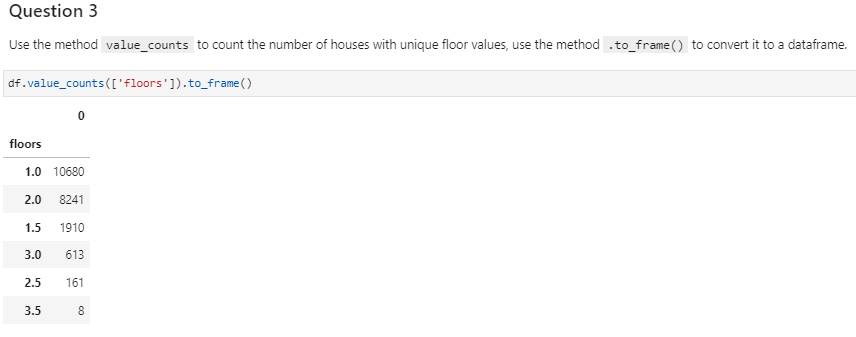 Question 3
Use the method value_counts to count the number of houses with unique floor values, use the method .to_frame() to convert it to a dataframe.
df.value_counts(['floors']).to_frame()
0
floors
1.0 10680
2.0 8241
1.5 1910
3.0 613
2.5 161
3.5 8